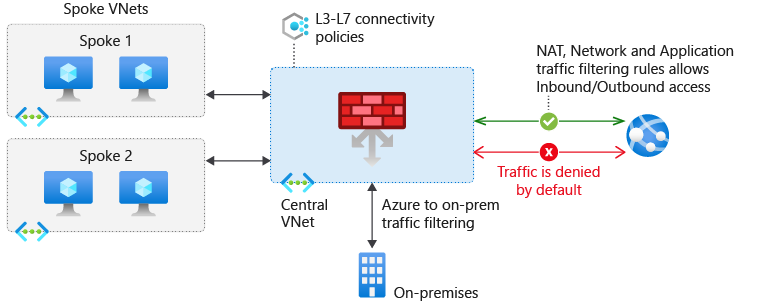 Spoke VNets
Spoke 1
Spoke 2
L3-L7 connectivity
policies
Central
VNet
Azure to on-prem
traffic filtering
On-premises
NAT, Network and Application
traffic filtering rules allows
Inbound/Outbound access
Traffic is denied
by default